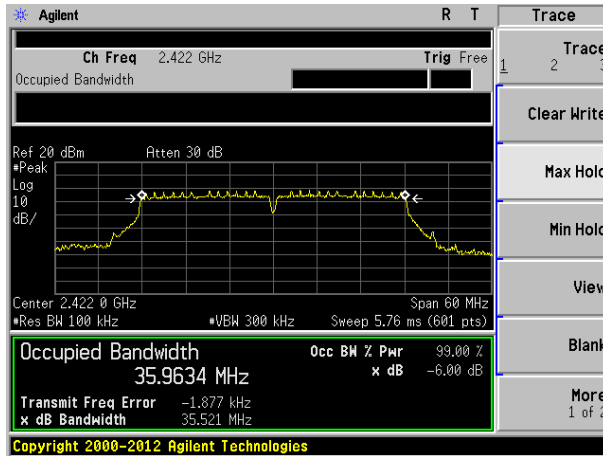 Agilent R T Trace
Ch Freq 2.422 GHz Trig Free
Occupied Bandwidth
Trace
1 2 3
Clear Write
Max Hold
Min Hold
View
Blank
More
1 of 2
Ref 20 dBm Atten 30 dB
#Peak
Log
10
dB/
Center 2.422 0 GHz Span 60 MHz
#Res BW 100 kHz #VBW 300 kHz Sweep 5.76 ms (601 pts)
Occupied Bandwidth Occ BW % Pwr 99.00 %
35.9634 MHz x dB -6.00 dB
Transmit Freq Error -1.877 kHz
x dB Bandwidth 35.521 MHz
Copyright 2000-2012 Agilent Technologies